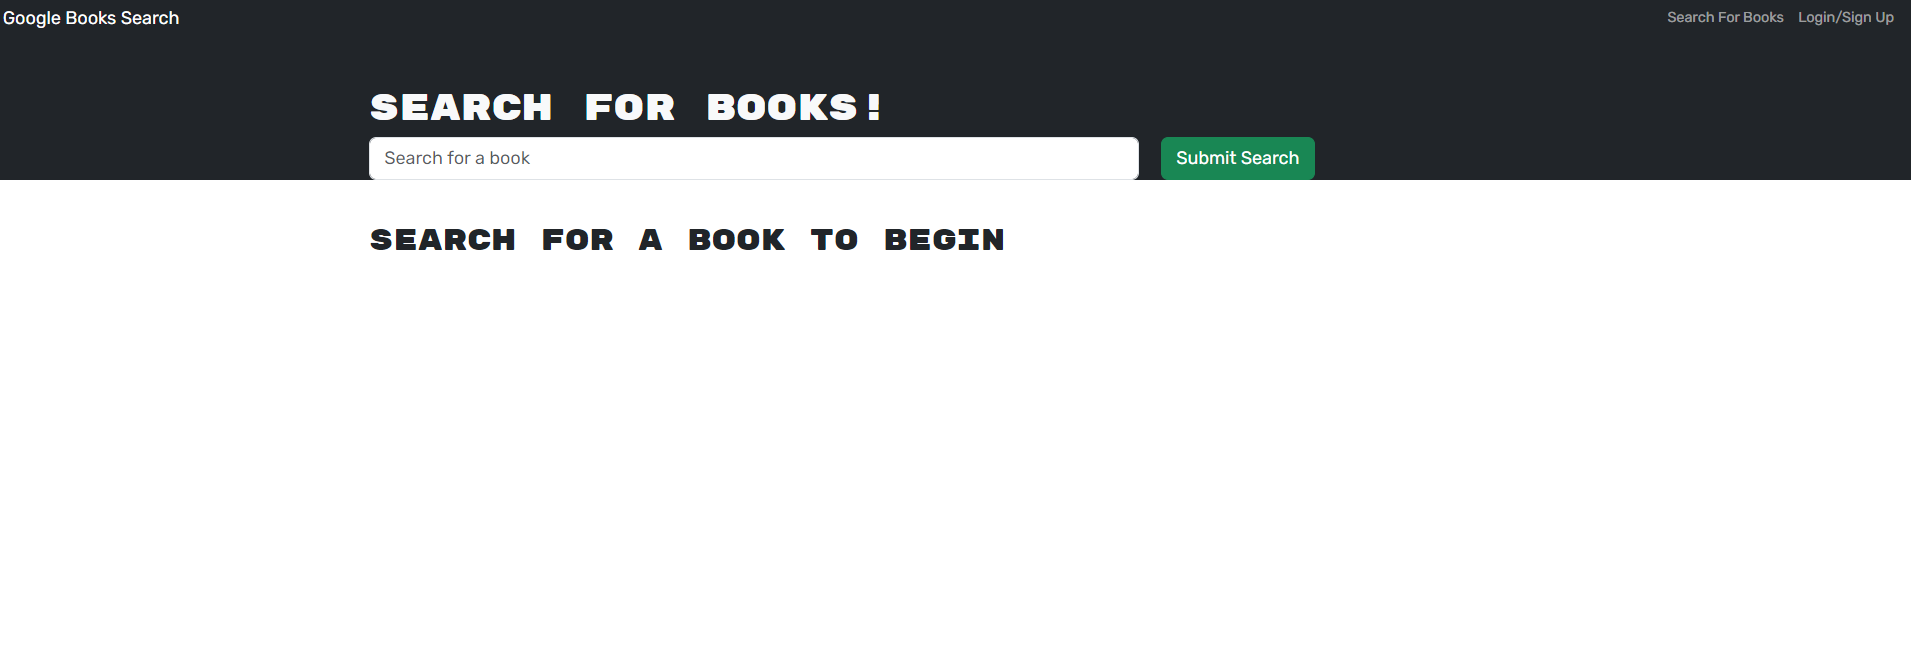 Google Books Search
Search For Books
Login/Sign Up
SEARCH FOR BOOKS!
Search for a book
Submit Search
SEARCH FOR A BOOK TO BEGIN